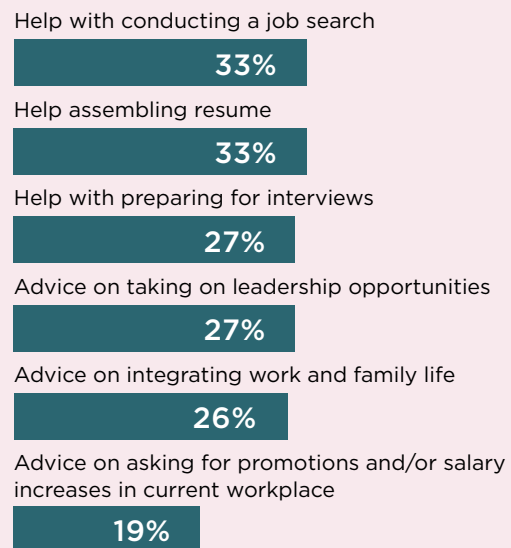 Help with conducting a job search
33%
Help assembling resume
33%
Help with preparing for interviews
27%
Advice on taking on leadership opportunities
27%
Advice on integrating work and family life
26%
Advice on asking for promotions and/or salary
increases in current workplace
19%